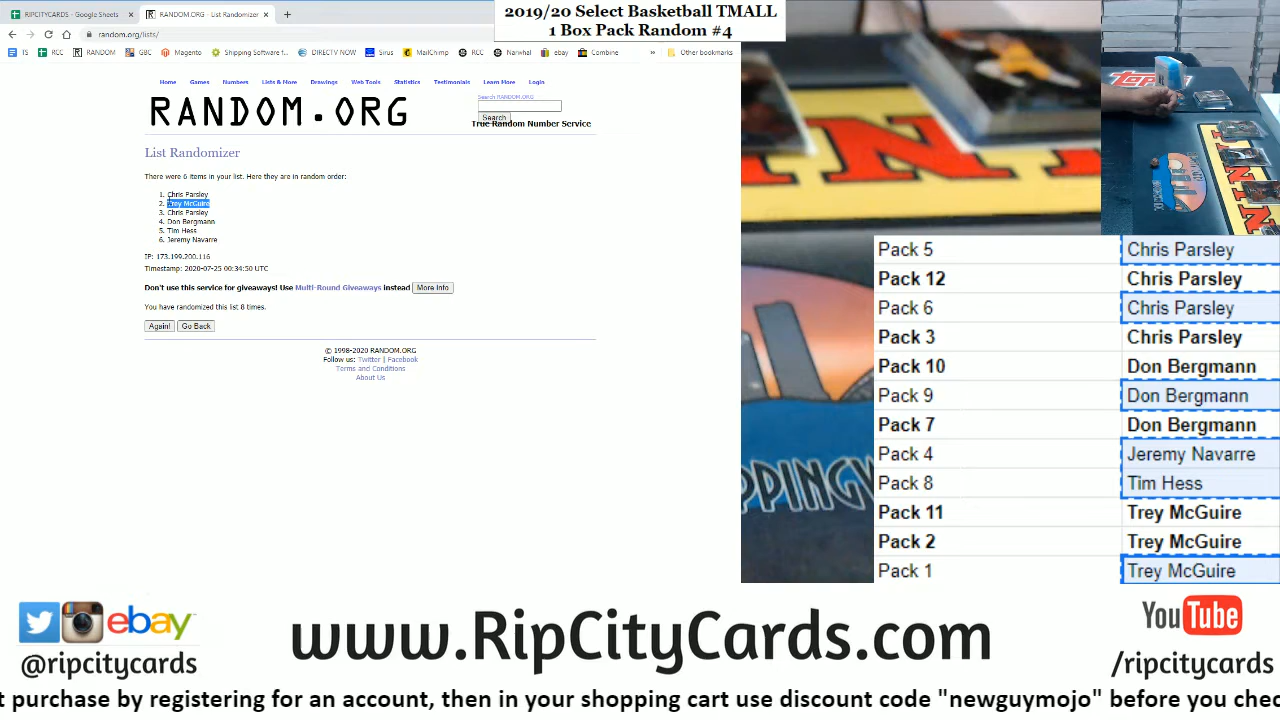 RIPCITYCARDS - Google Sheets
RANDOM.ORG - List Randomizer
random.org/lists/
TS
RCC
RANDOM
GBC
Magento
Shipping Software f...
DIRECTV NOW
Sirus
MailChimp
RCC
Narwhal
ebay
Combine
Other bookmarks
2019/20 Select Basketball TMALL
1 Box Pack Random #4
Home Games Numbers Lists & More Drawings Web Tools Statistics Testimonials Learn More Login
RANDOM.ORG
Search RANDOM.ORG
Search
True Random Number Service
List Randomizer
There were 6 items in your list. Here they are in random order:
1. Chris Parsley
2. Trey McGuire
3. Chris Parsley
4. Don Bergmann
5. Tim Hess
6. Jeremy Navarre
IP: 173.199.200.116
Timestamp: 2020-07-25 00:34:50 UTC
Don't use this service for giveaways! Use Multi-Round Giveaways instead More Info
You have randomized this list 8 times.
Again! Go Back
© 1998-2020 RANDOM.ORG
Follow us: Twitter | Facebook
Terms and Conditions
About Us
Pack 5 Chris Parsley
Pack 12 Chris Parsley
Pack 6 Chris Parsley
Pack 3 Chris Parsley
Pack 10 Don Bergmann
Pack 9 Don Bergmann
Pack 7 Don Bergmann
Pack 4 Jeremy Navarre
Pack 8 Tim Hess
Pack 11 Trey McGuire
Pack 2 Trey McGuire
Pack 1 Trey McGuire
ebay
@ripcitycards
www.RipCityCards.com
YouTube
/ripcitycards
t purchase by registering for an account, then in your shopping cart use discount code "newguymojo" before you chec